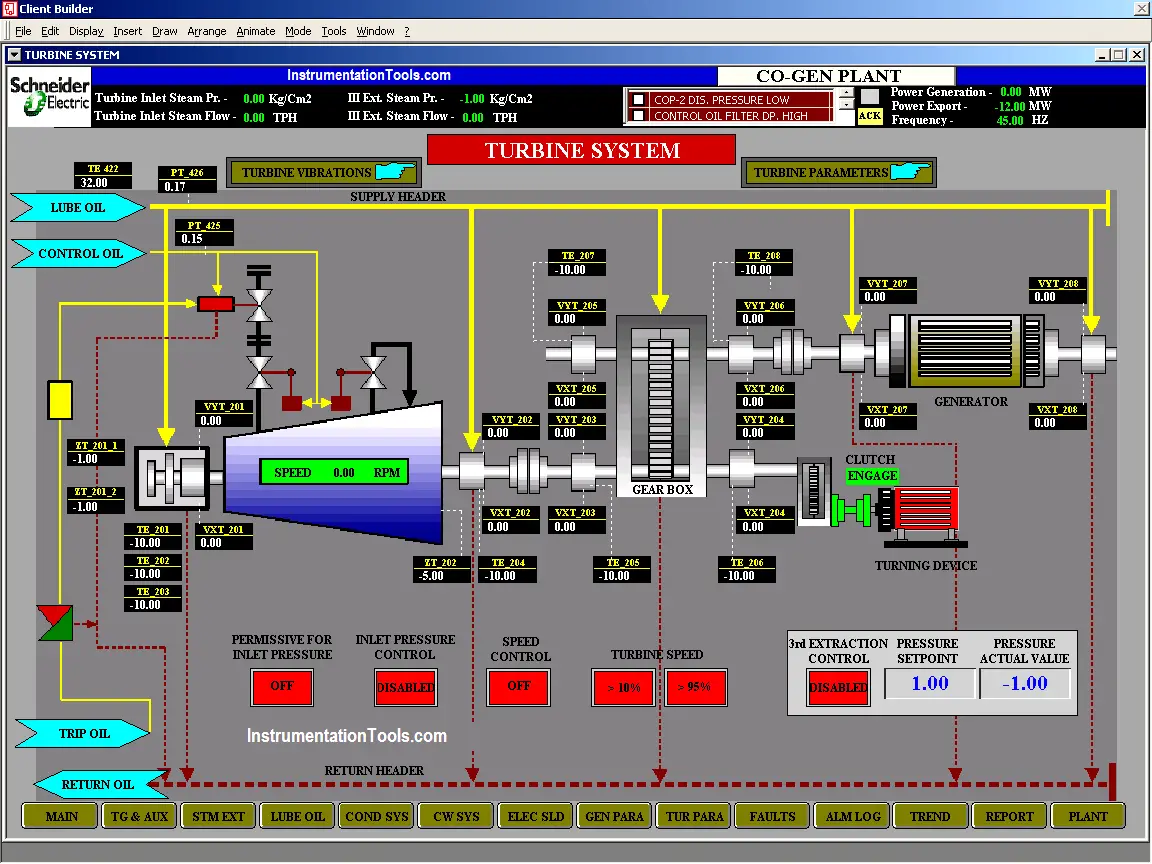 Client Builder
File Edit Display Insert Draw Arrange Animate Mode Tools Window ?
TURBINE SYSTEM
Schneider Electric
InstrumentationTools.com
CO-GEN PLANT
Turbine Inlet Steam Pr. - 0.00 Kg/Cm2
III Ext. Steam Pr. - -1.00 Kg/Cm2
Turbine Inlet Steam Flow - 0.00 TPH
III Ext. Steam Flow - 0.00 TPH
COP-2 DIS. PRESSURE LOW
CONTROL OIL FILTER DP. HIGH
ACK
Power Generation - 0.00 MW
Power Export - -12.00 MW
Frequency - 45.00 HZ
TURBINE SYSTEM
TE 422
32.00
PT_426
0.17
TURBINE VIBRATIONS
TURBINE PARAMETERS
SUPPLY HEADER
LUBE OIL
PT_425
0.15
CONTROL OIL
TE_207
-10.00
TE_208
-10.00
VYT_207
0.00
VYT_208
0.00
VYT_205
0.00
VYT_206
0.00
VXT_205
0.00
VXT_206
0.00
GENERATOR
VYT_201
0.00
VYT_202
0.00
VYT_203
0.00
VYT_204
0.00
VXT_207
0.00
VXT_208
0.00
ZT_201_1
-1.00
SPEED 0.00 RPM
CLUTCH
ENGAGE
GEAR BOX
ZT_201_2
-1.00
VXT_202
0.00
VXT_203
0.00
VXT_204
0.00
TE_201
-10.00
VXT_201
0.00
TE_202
-10.00
TE_203
-10.00
ZT_202
-5.00
TE_204
-10.00
TE_205
-10.00
TE_206
-10.00
TURNING DEVICE
PERMISSIVE FOR
INLET PRESSURE
OFF
INLET PRESSURE
CONTROL
DISABLED
SPEED
CONTROL
OFF
TURBINE SPEED
> 10%
> 95%
3rd EXTRACTION
CONTROL
DISABLED
PRESSURE
SETPOINT
1.00
PRESSURE
ACTUAL VALUE
-1.00
TRIP OIL
InstrumentationTools.com
RETURN HEADER
RETURN OIL
MAIN TG & AUX STM EXT LUBE OIL COND SYS CW SYS ELEC SLD GEN PARA TUR PARA FAULTS ALM LOG TREND REPORT PLANT